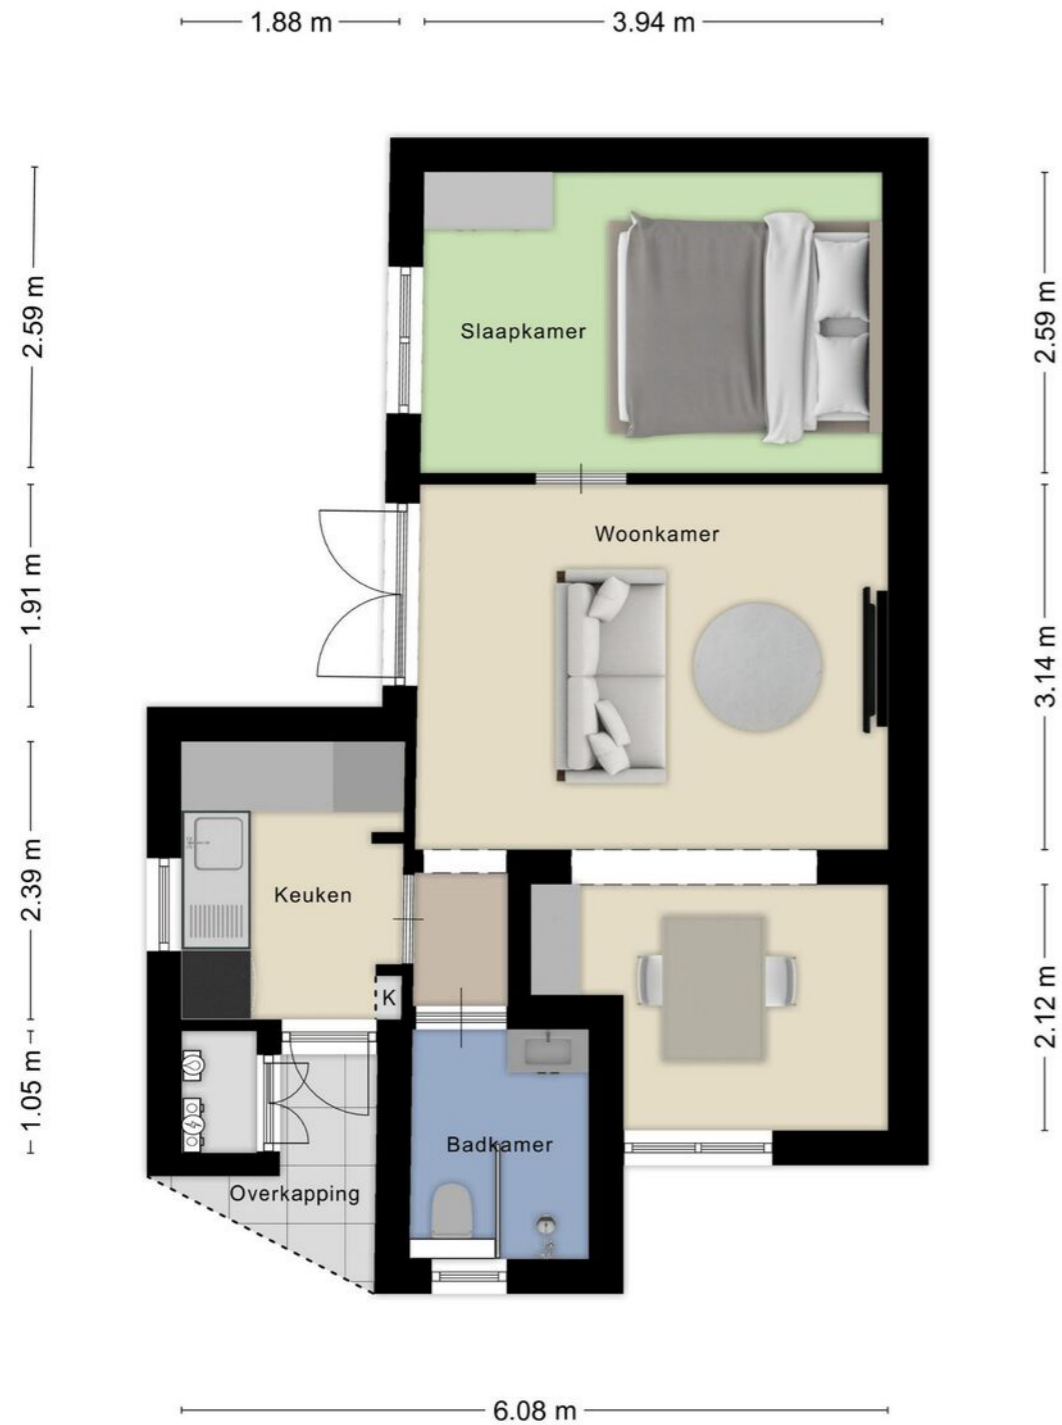 1.88 m
3.94 m
2.59 m
2.59 m
Slaapkamer
Woonkamer
1.91 m
3.14 m
Keuken
2.39 m
K
2.12 m
1.05 m
Badkamer
Overkapping
6.08 m